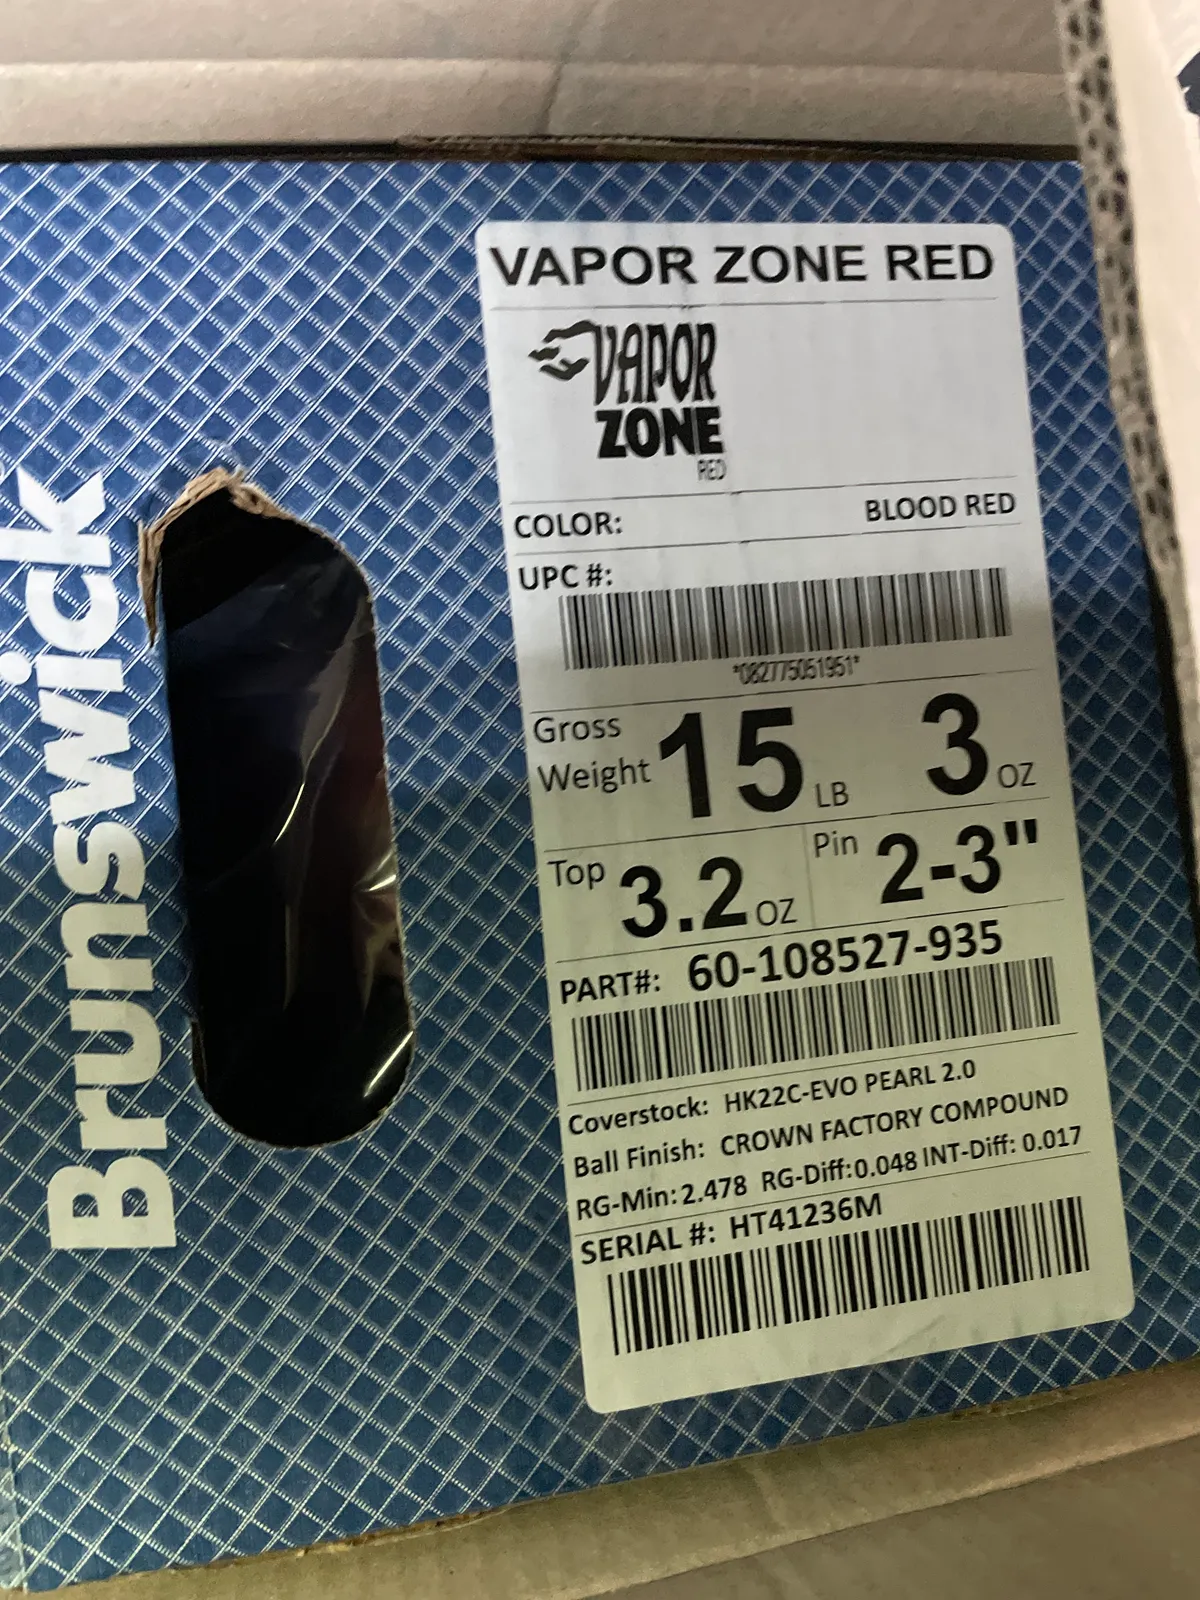 Brunswick
VAPOR ZONE RED
VAPOR
ZONE
RED
COLOR: BLOOD RED
UPC #:
*082775051951*
Gross Weight 15 LB 3 OZ
Top 3.2 OZ Pin 2-3"
PART#: 60-108527-935
Coverstock: HK22C-EVO PEARL 2.0
Ball Finish: CROWN FACTORY COMPOUND
RG-Min: 2.478 RG-Diff: 0.048 INT-Diff: 0.017
SERIAL #: HT41236M